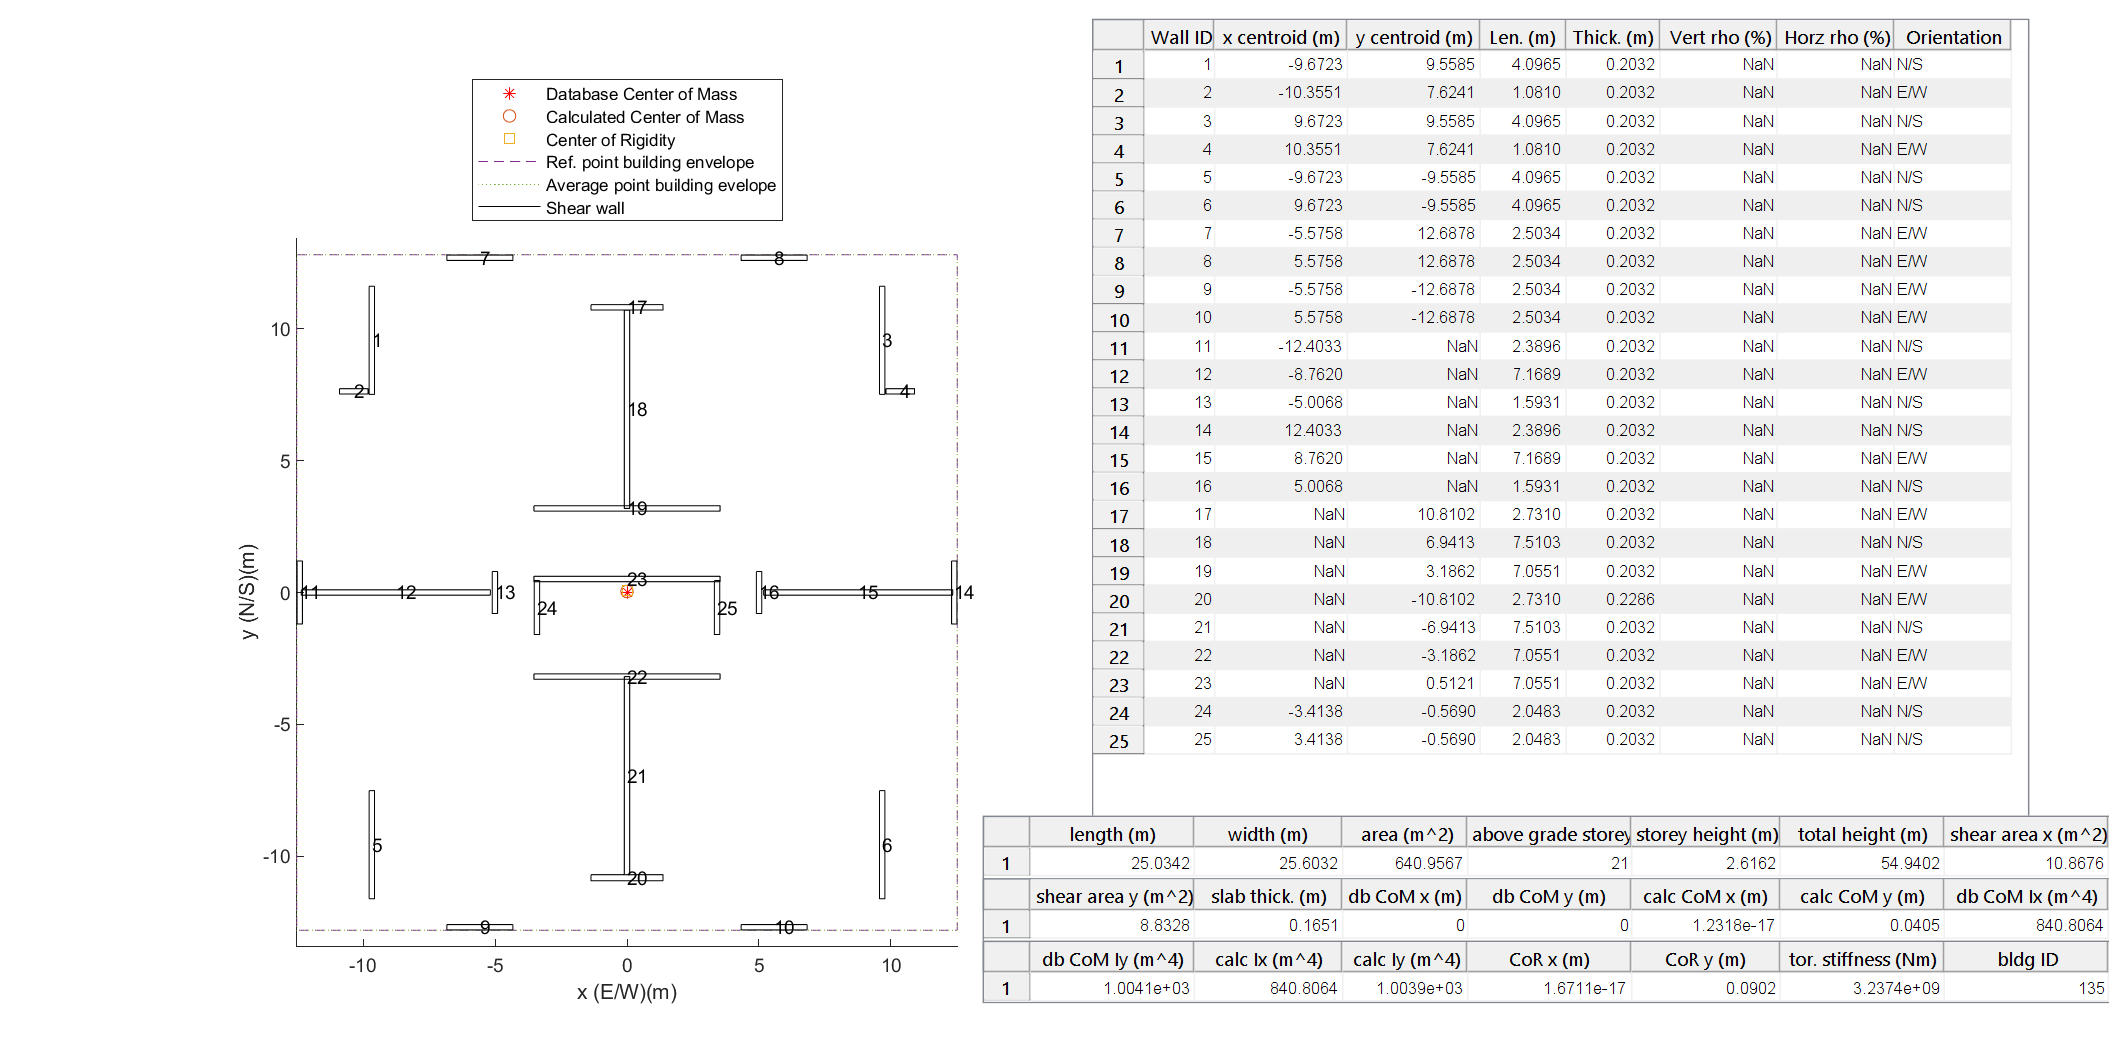 Database Center of Mass
Calculated Center of Mass
Center of Rigidity
Ref. point building envelope
Average point building evelope
Shear wall
7 8
17
10
1 3
2 4
18
5
19
y (N/S)(m)
23
0 11 12 13 16 15 14
24 25
22
-5
21
5 6
-10
20
9 10
-10 -5 0 5 10
x (E/W)(m)
Wall ID x centroid (m) y centroid (m) Len. (m) Thick. (m) Vert rho (%) Horz rho (%) Orientation
1 1 -9.6723 9.5585 4.0965 0.2032 NaN NaN N/S
2 2 -10.3551 7.6241 1.0810 0.2032 NaN NaN E/W
3 3 9.6723 9.5585 4.0965 0.2032 NaN NaN N/S
4 4 10.3551 7.6241 1.0810 0.2032 NaN NaN E/W
5 5 -9.6723 -9.5585 4.0965 0.2032 NaN NaN N/S
6 6 9.6723 -9.5585 4.0965 0.2032 NaN NaN N/S
7 7 -5.5758 12.6878 2.5034 0.2032 NaN NaN E/W
8 8 5.5758 12.6878 2.5034 0.2032 NaN NaN E/W
9 9 -5.5758 -12.6878 2.5034 0.2032 NaN NaN E/W
10 10 5.5758 -12.6878 2.5034 0.2032 NaN NaN E/W
11 11 -12.4033 NaN 2.3896 0.2032 NaN NaN N/S
12 12 -8.7620 NaN 7.1689 0.2032 NaN NaN E/W
13 13 -5.0068 NaN 1.5931 0.2032 NaN NaN N/S
14 14 12.4033 NaN 2.3896 0.2032 NaN NaN N/S
15 15 8.7620 NaN 7.1689 0.2032 NaN NaN E/W
16 16 5.0068 NaN 1.5931 0.2032 NaN NaN N/S
17 17 NaN 10.8102 2.7310 0.2032 NaN NaN E/W
18 18 NaN 6.9413 7.5103 0.2032 NaN NaN N/S
19 19 NaN 3.1862 7.0551 0.2032 NaN NaN E/W
20 20 NaN -10.8102 2.7310 0.2286 NaN NaN E/W
21 21 NaN -6.9413 7.5103 0.2032 NaN NaN N/S
22 22 NaN -3.1862 7.0551 0.2032 NaN NaN E/W
23 23 NaN 0.5121 7.0551 0.2032 NaN NaN E/W
24 24 -3.4138 -0.5690 2.0483 0.2032 NaN NaN N/S
25 25 3.4138 -0.5690 2.0483 0.2032 NaN NaN N/S
length (m) width (m) area (m^2) above grade storey storey height (m) total height (m) shear area x (m^2)
1 25.0342 25.6032 640.9567 21 2.6162 54.9402 10.8676
shear area y (m^2) slab thick. (m) db CoM x (m) db CoM y (m) calc CoM x (m) calc CoM y (m) db CoM Ix (m^4)
1 8.8328 0.1651 0 0 1.2318e-17 0.0405 840.8064
db CoM Iy (m^4) calc Ix (m^4) calc Iy (m^4) CoR x (m) CoR y (m) tor. stiffness (Nm) bldg ID
1 1.0041e+03 840.8064 1.0039e+03 1.6711e-17 0.0902 3.2374e+09 135